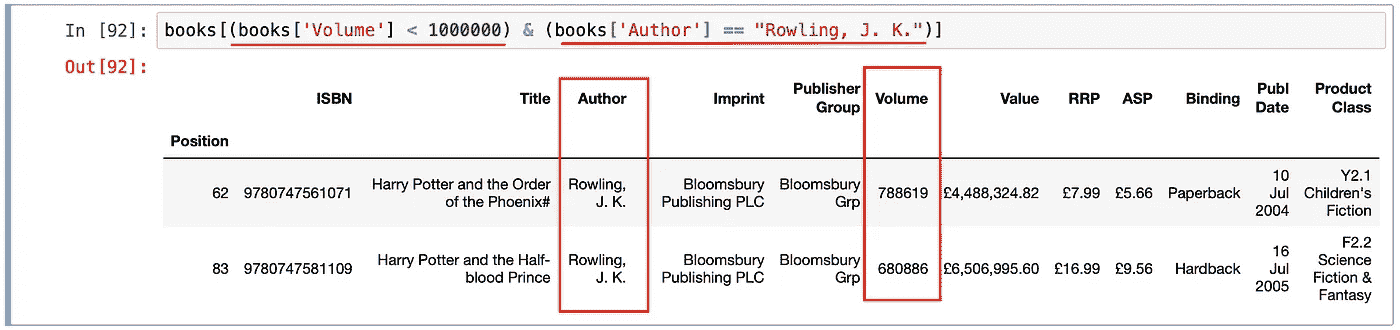 In [92]: books[(books['Volume'] < 1000000) & (books['Author'] == "Rowling, J. K.")]
Out[92]:
ISBN Title Author Imprint Publisher Group Volume Value RRP ASP Binding Publ Date Product Class
Position
62 9780747561071 Harry Potter and the Order of the Phoenix# Rowling, J. K. Bloomsbury Publishing PLC Bloomsbury Grp 788619 £4,488,324.82 £7.99 £5.66 Paperback 10 Jul 2004 Y2.1 Children's Fiction
83 9780747581109 Harry Potter and the Half-blood Prince Rowling, J. K. Bloomsbury Publishing PLC Bloomsbury Grp 680886 £6,506,995.60 £16.99 £9.56 Hardback 16 Jul 2005 F2.2 Science Fiction & Fantasy